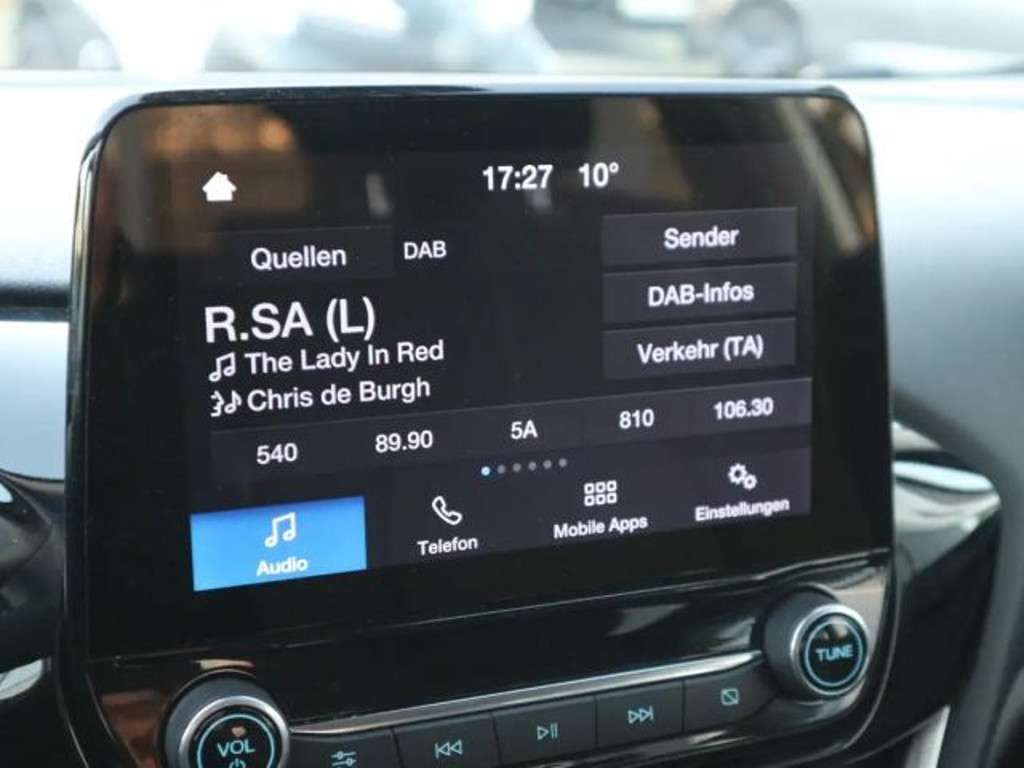 17:27 10°
Quellen DAB
Sender
DAB-Infos
Verkehr (TA)
R.SA (L)
The Lady In Red
Chris de Burgh
540 89.90 5A 810 106.30
Audio Telefon Mobile Apps Einstellungen
VOL
TUNE